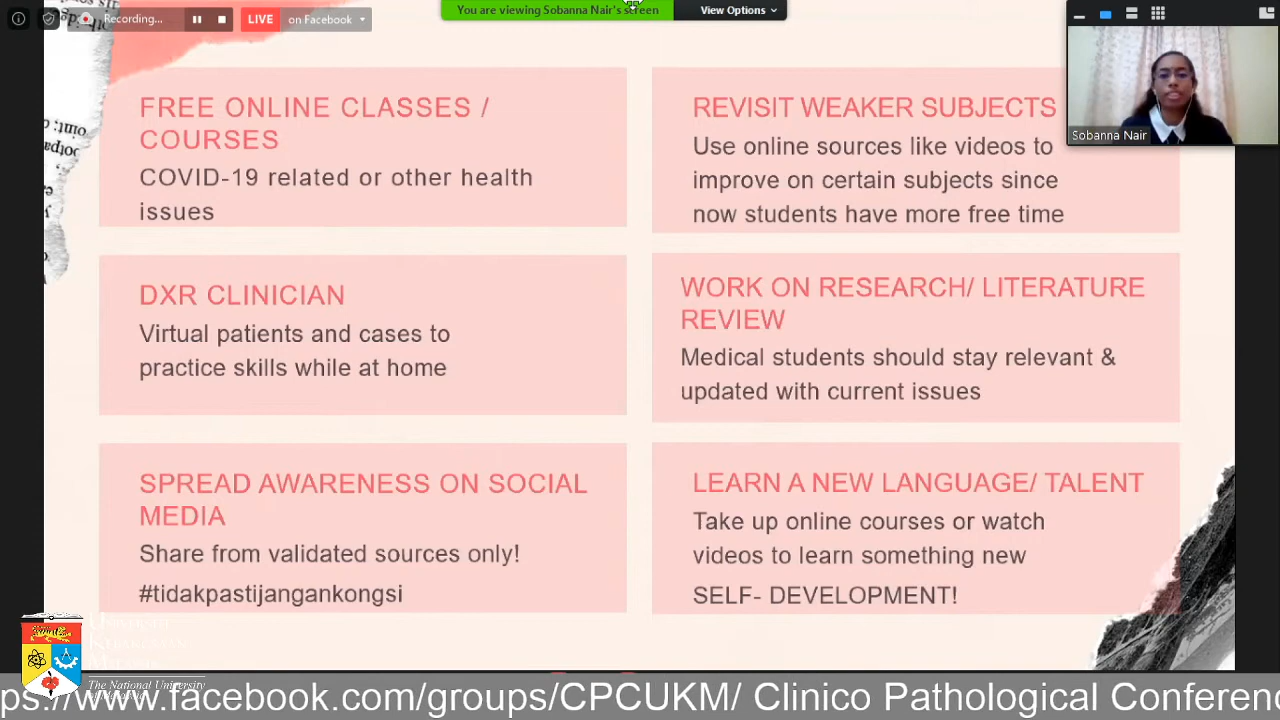 Recording...
LIVE
on Facebook
You are viewing Sobanna Nair's screen
View Options
Sobanna Nair
FREE ONLINE CLASSES /
COURSES
COVID-19 related or other health
issues
REVISIT WEAKER SUBJECTS
Use online sources like videos to
improve on certain subjects since
now students have more free time
DXR CLINICIAN
Virtual patients and cases to
practice skills while at home
WORK ON RESEARCH/ LITERATURE
REVIEW
Medical students should stay relevant &
updated with current issues
SPREAD AWARENESS ON SOCIAL
MEDIA
Share from validated sources only!
#tidakpastijangankongsi
LEARN A NEW LANGUAGE/ TALENT
Take up online courses or watch
videos to learn something new
SELF- DEVELOPMENT!
The National University
ps://www.facebook.com/groups/CPCUKM/ Clinico Pathological Conferenc